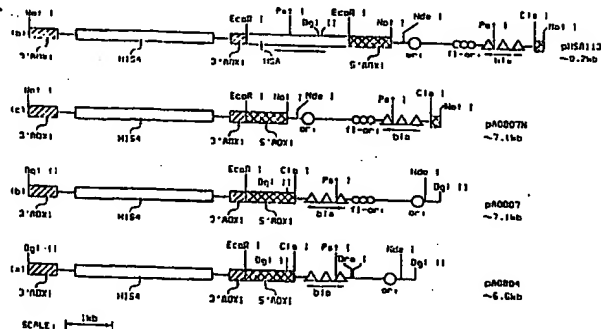 Not I EcoR I Pst I Bgl II EcoR I Not I Nde I Pst I Cla I Not I
3'AOX1 HIS4 3'AOX1 HSA 5'AOX1 ori f1-ori bla
pHSA113
~9.2kb
Not I EcoR I Not I Nde I Pst I Cla I Not I
(c)
3'AOX1 HIS4 3'AOX1 5'AOX1 ori f1-ori bla
pAO807N
~7.1kb
Bgl II EcoR I Bgl II Cla I Pst I Nde I Bgl II
(b)
3'AOX1 HIS4 3'AOX1 5'AOX1 bla f1-ori ori
pAO807
~7.1kb
Bgl II EcoR I Bgl II Cla I Pst I Dra I Nde I Bgl II
(a)
3'AOX1 HIS4 3'AOX1 5'AOX1 bla ori
pAO804
~6.6kb
SCALE: 1kb